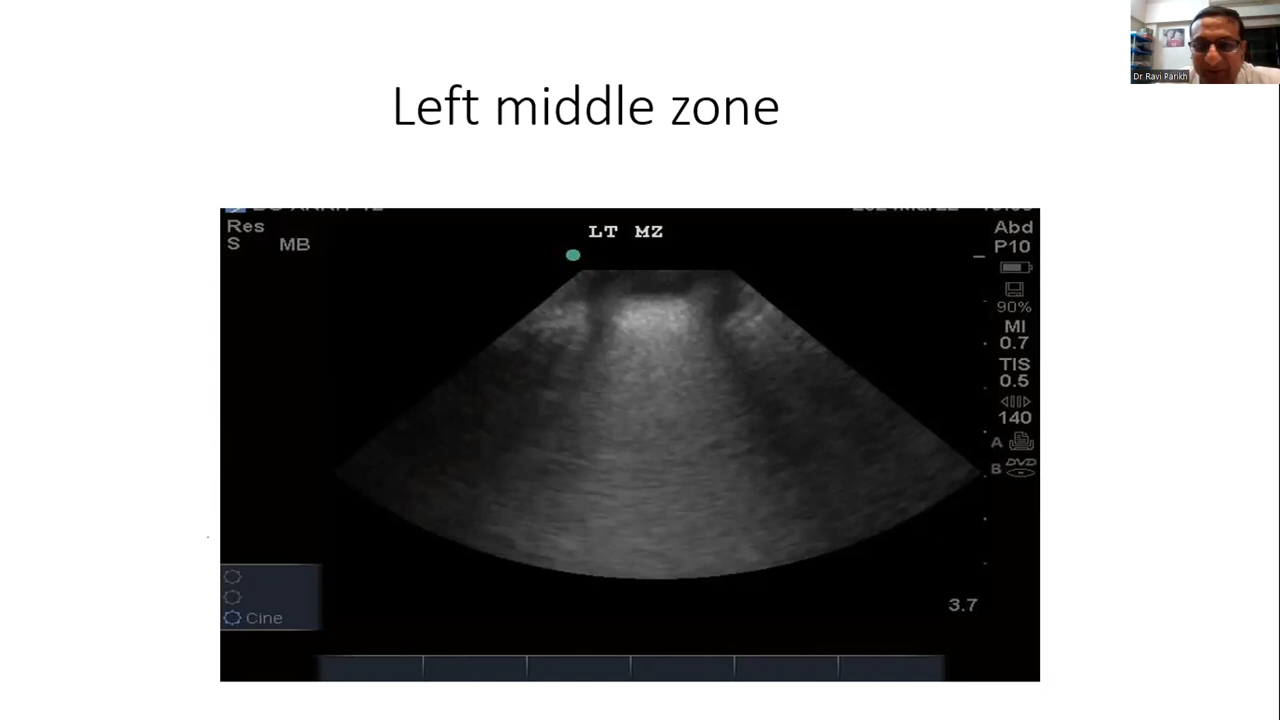 Left middle zone
Dr Ravi Parikh
Res
S MB
LT MZ
Abd
P10
90%
MI
0.7
TIS
0.5
140
A
B DVD
3.7
Cine